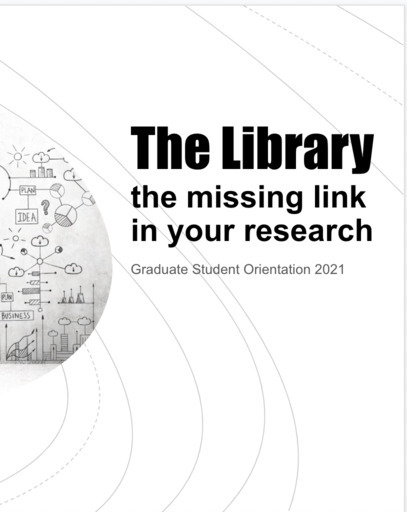 The Library
the missing link
in your research
Graduate Student Orientation 2021
PLAN
IDEA
?
PLAN
BUSINESS